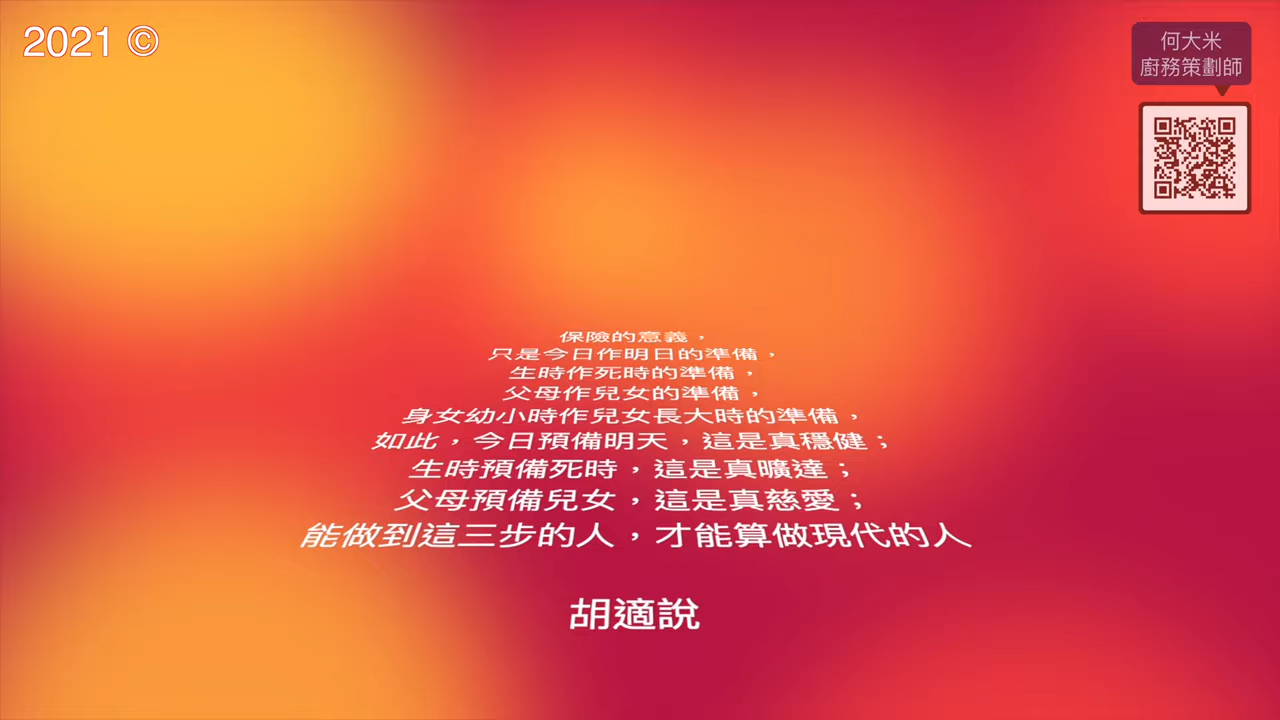 2021 ©
何大米
廚務策劃師
保險的意義，
只是今日作明日的準備，
生時作死時的準備，
父母作兒女的準備，
身女幼小時作兒女長大時的準備，
如此，今日預備明天，這是真穩健；
生時預備死時，這是真曠達；
父母預備兒女，這是真慈愛；
能做到這三步的人，才能算做現代的人
胡適說